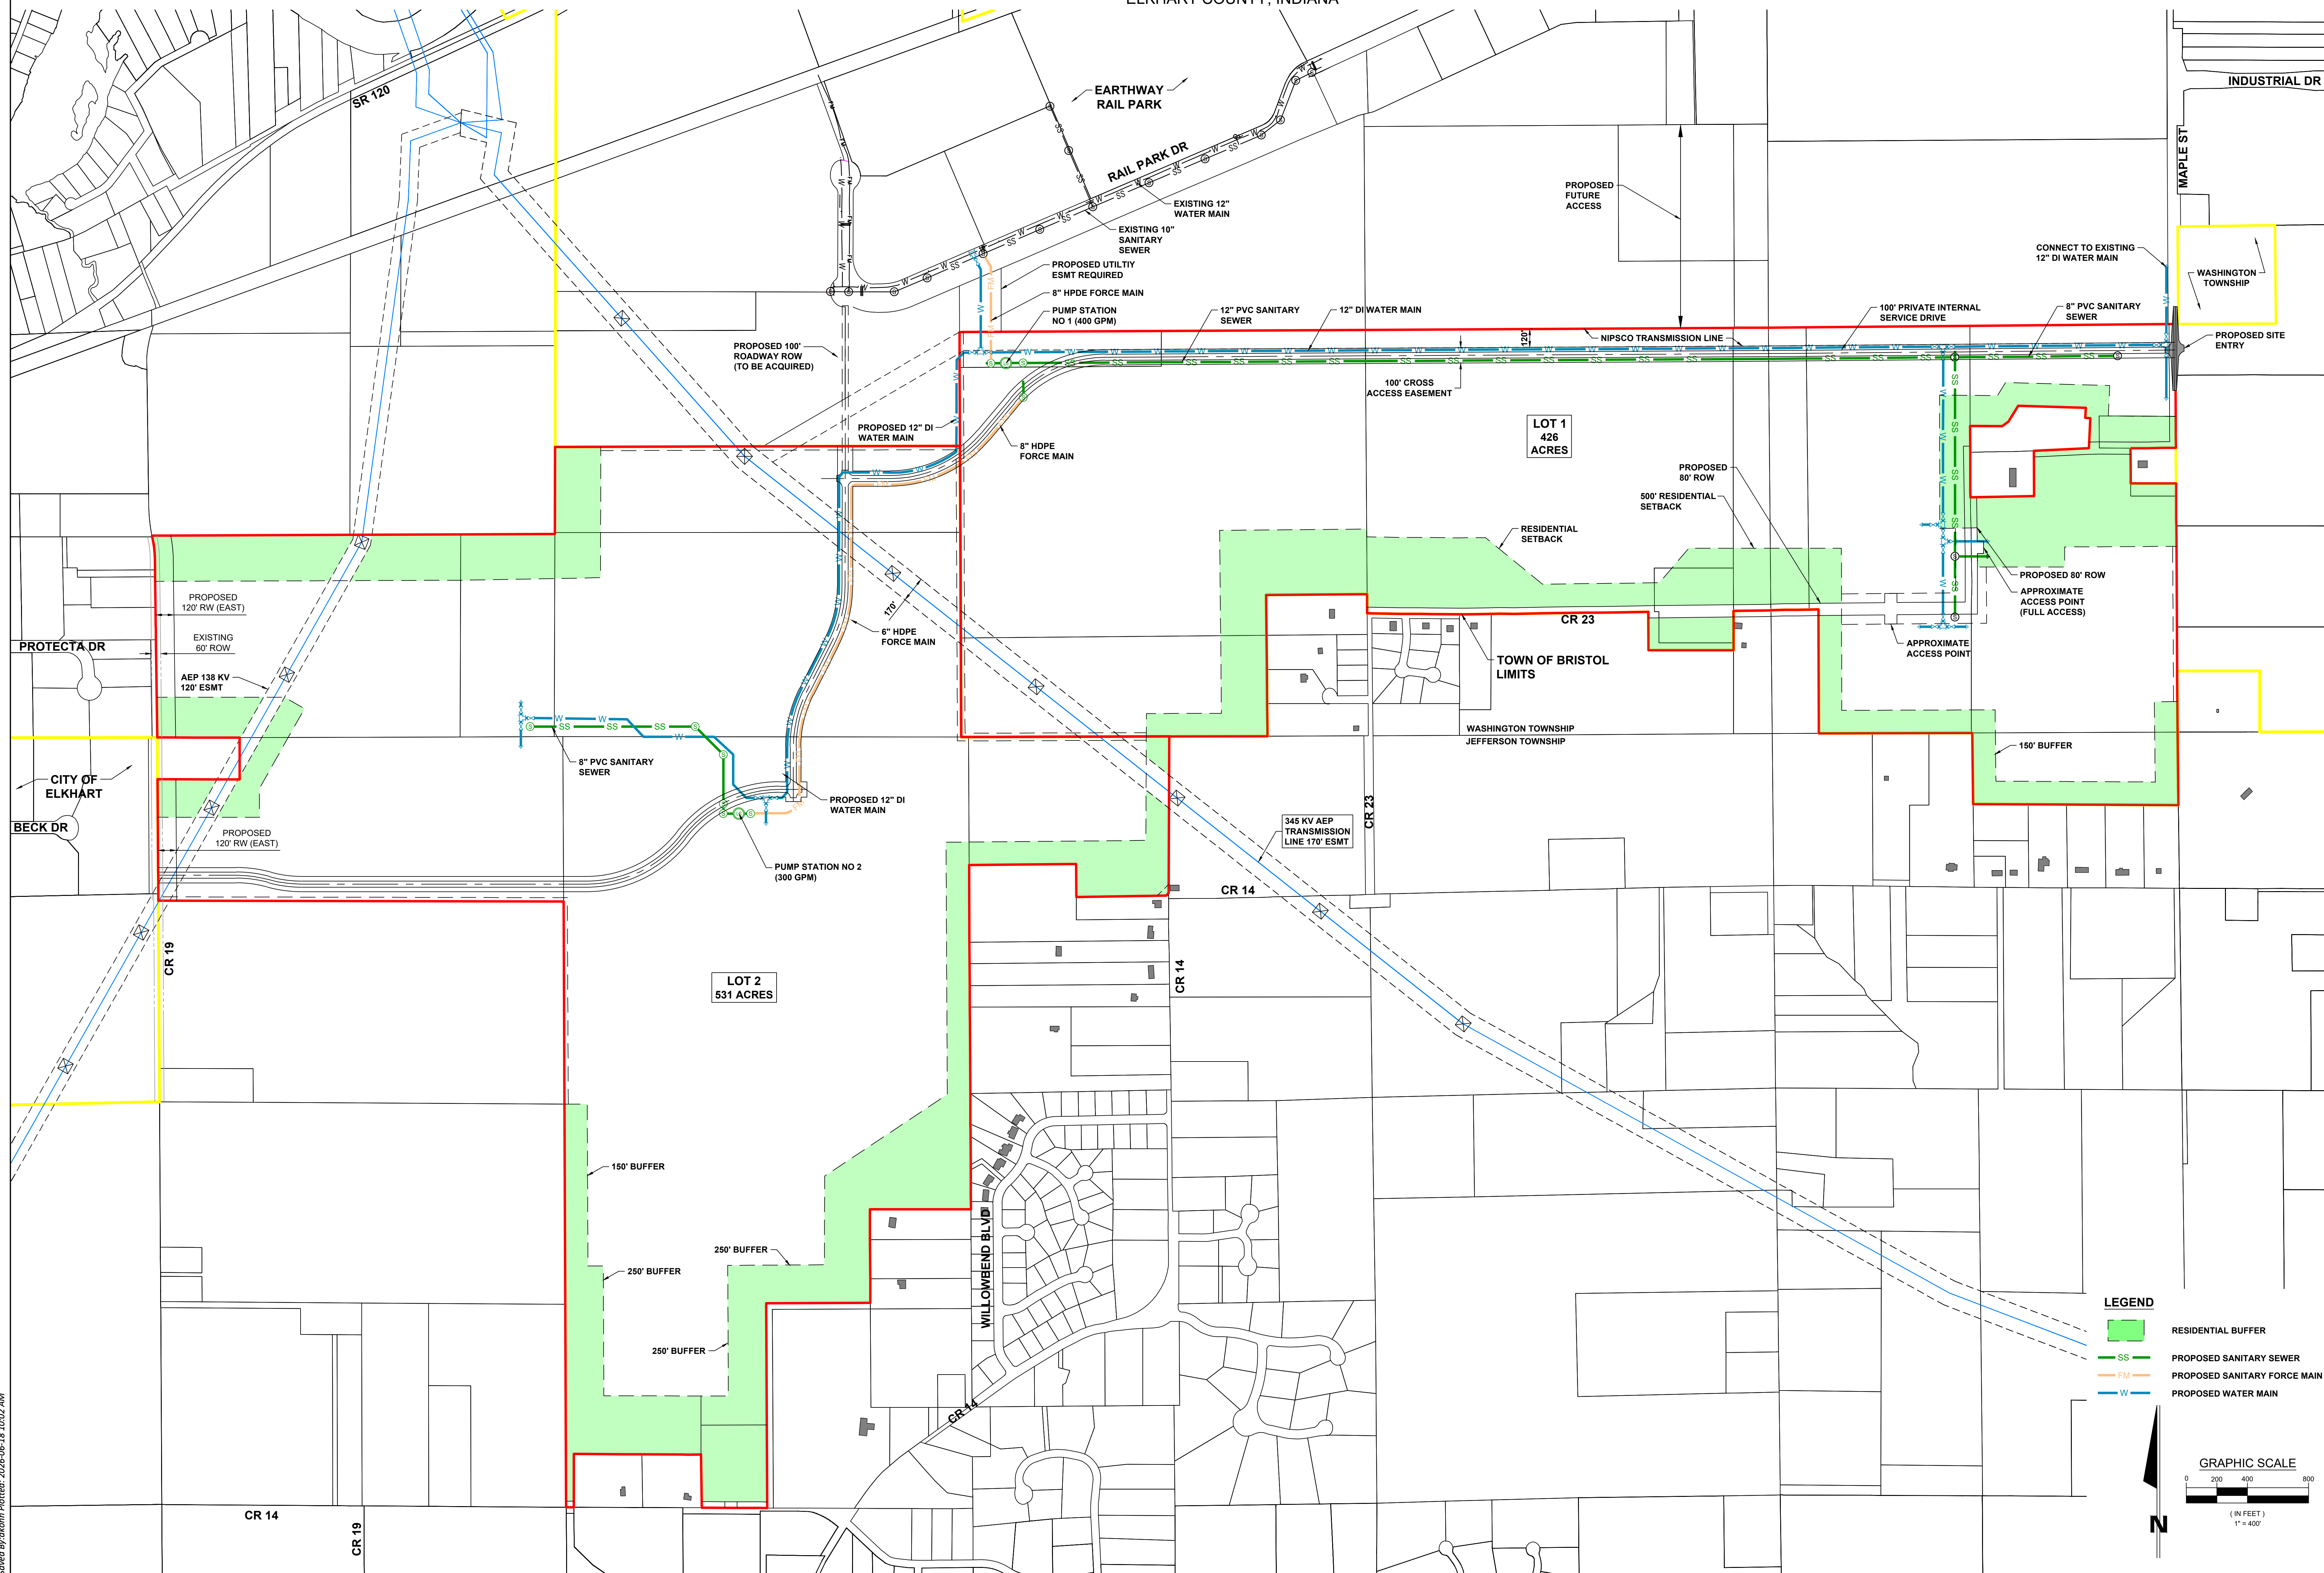 ELKHART COUNTY, INDIANA
SR 120
EARTHWAY
RAIL PARK
RAIL PARK DR
INDUSTRIAL DR
MAPLE ST
EXISTING 12"
WATER MAIN
EXISTING 10"
SANITARY
SEWER
PROPOSED UTILTIY
ESMT REQUIRED
8" HPDE FORCE MAIN
PUMP STATION
NO 1 (400 GPM)
PROPOSED
FUTURE
ACCESS
CONNECT TO EXISTING
12" DI WATER MAIN
WASHINGTON
TOWNSHIP
12" PVC SANITARY
SEWER
12" DI WATER MAIN
120'
NIPSCO TRANSMISSION LINE
100' PRIVATE INTERNAL
SERVICE DRIVE
8" PVC SANITARY
SEWER
PROPOSED SITE
ENTRY
PROPOSED 100'
ROADWAY ROW
(TO BE ACQUIRED)
100' CROSS
ACCESS EASEMENT
PROPOSED 12" DI
WATER MAIN
8" HDPE
FORCE MAIN
LOT 1
426
ACRES
PROPOSED
80' ROW
500' RESIDENTIAL
SETBACK
RESIDENTIAL
SETBACK
PROPOSED 80' ROW
APPROXIMATE
ACCESS POINT
(FULL ACCESS)
APPROXIMATE
ACCESS POINT
PROPOSED
120' RW (EAST)
EXISTING
60' ROW
PROTECTA DR
AEP 138 KV
120' ESMT
170'
6" HDPE
FORCE MAIN
CR 23
TOWN OF BRISTOL
LIMITS
WASHINGTON TOWNSHIP
JEFFERSON TOWNSHIP
150' BUFFER
CITY OF
ELKHART
BECK DR
PROPOSED
120' RW (EAST)
8" PVC SANITARY
SEWER
PROPOSED 12" DI
WATER MAIN
PUMP STATION NO 2
(300 GPM)
345 KV AEP
TRANSMISSION
LINE 170' ESMT
CR 23
CR 14
CR 19
LOT 2
531 ACRES
CR 14
150' BUFFER
250' BUFFER
250' BUFFER
250' BUFFER
WILLOWBEND BLVD
CR 14
CR 14
CR 19
LEGEND
RESIDENTIAL BUFFER
SS PROPOSED SANITARY SEWER
FM PROPOSED SANITARY FORCE MAIN
W PROPOSED WATER MAIN
GRAPHIC SCALE
0 200 400 800
( IN FEET )
1" = 400'
N